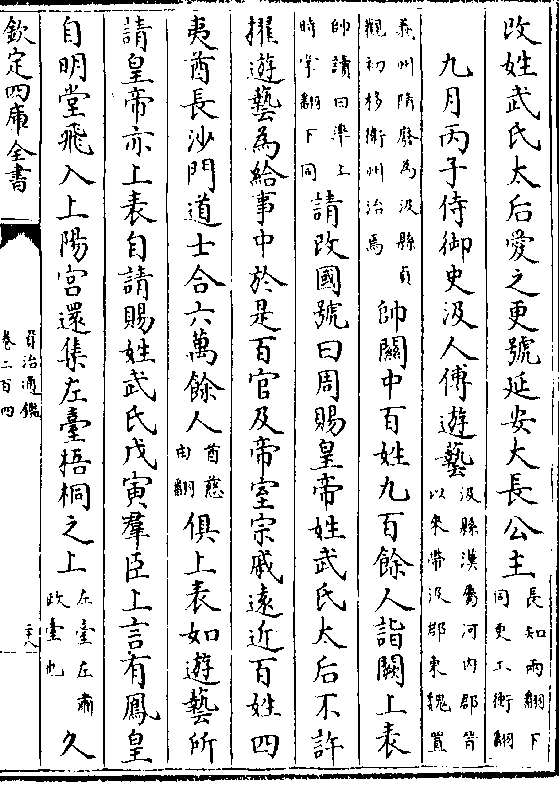 改姓武氏太后愛之更號延安大長公主長知兩翻下同更工衡翻
九月丙子侍御史汲人傅遊藝汲縣漢屬河内郡晉以來帶汲郡東魏置
義州隋廢為汲縣貞觀初移衛州治焉帥關中百姓九百餘人詣闕上表
帥讀曰率上時掌翻下同請改國號曰周賜皇帝姓武氏太后不許
擢遊藝為給事中於是百官及帝室宗戚遠近百姓四
夷酋長沙門道士合六萬餘人酋慈由翻俱上表如遊藝所
請皇帝亦上表自請賜姓武氏戊寅羣臣上言有鳳皇
自明堂飛入上陽宫還集左臺梧桐之上左臺左肅政臺也久
欽定四庫全書
資治通鑑
卷二百四
二十八